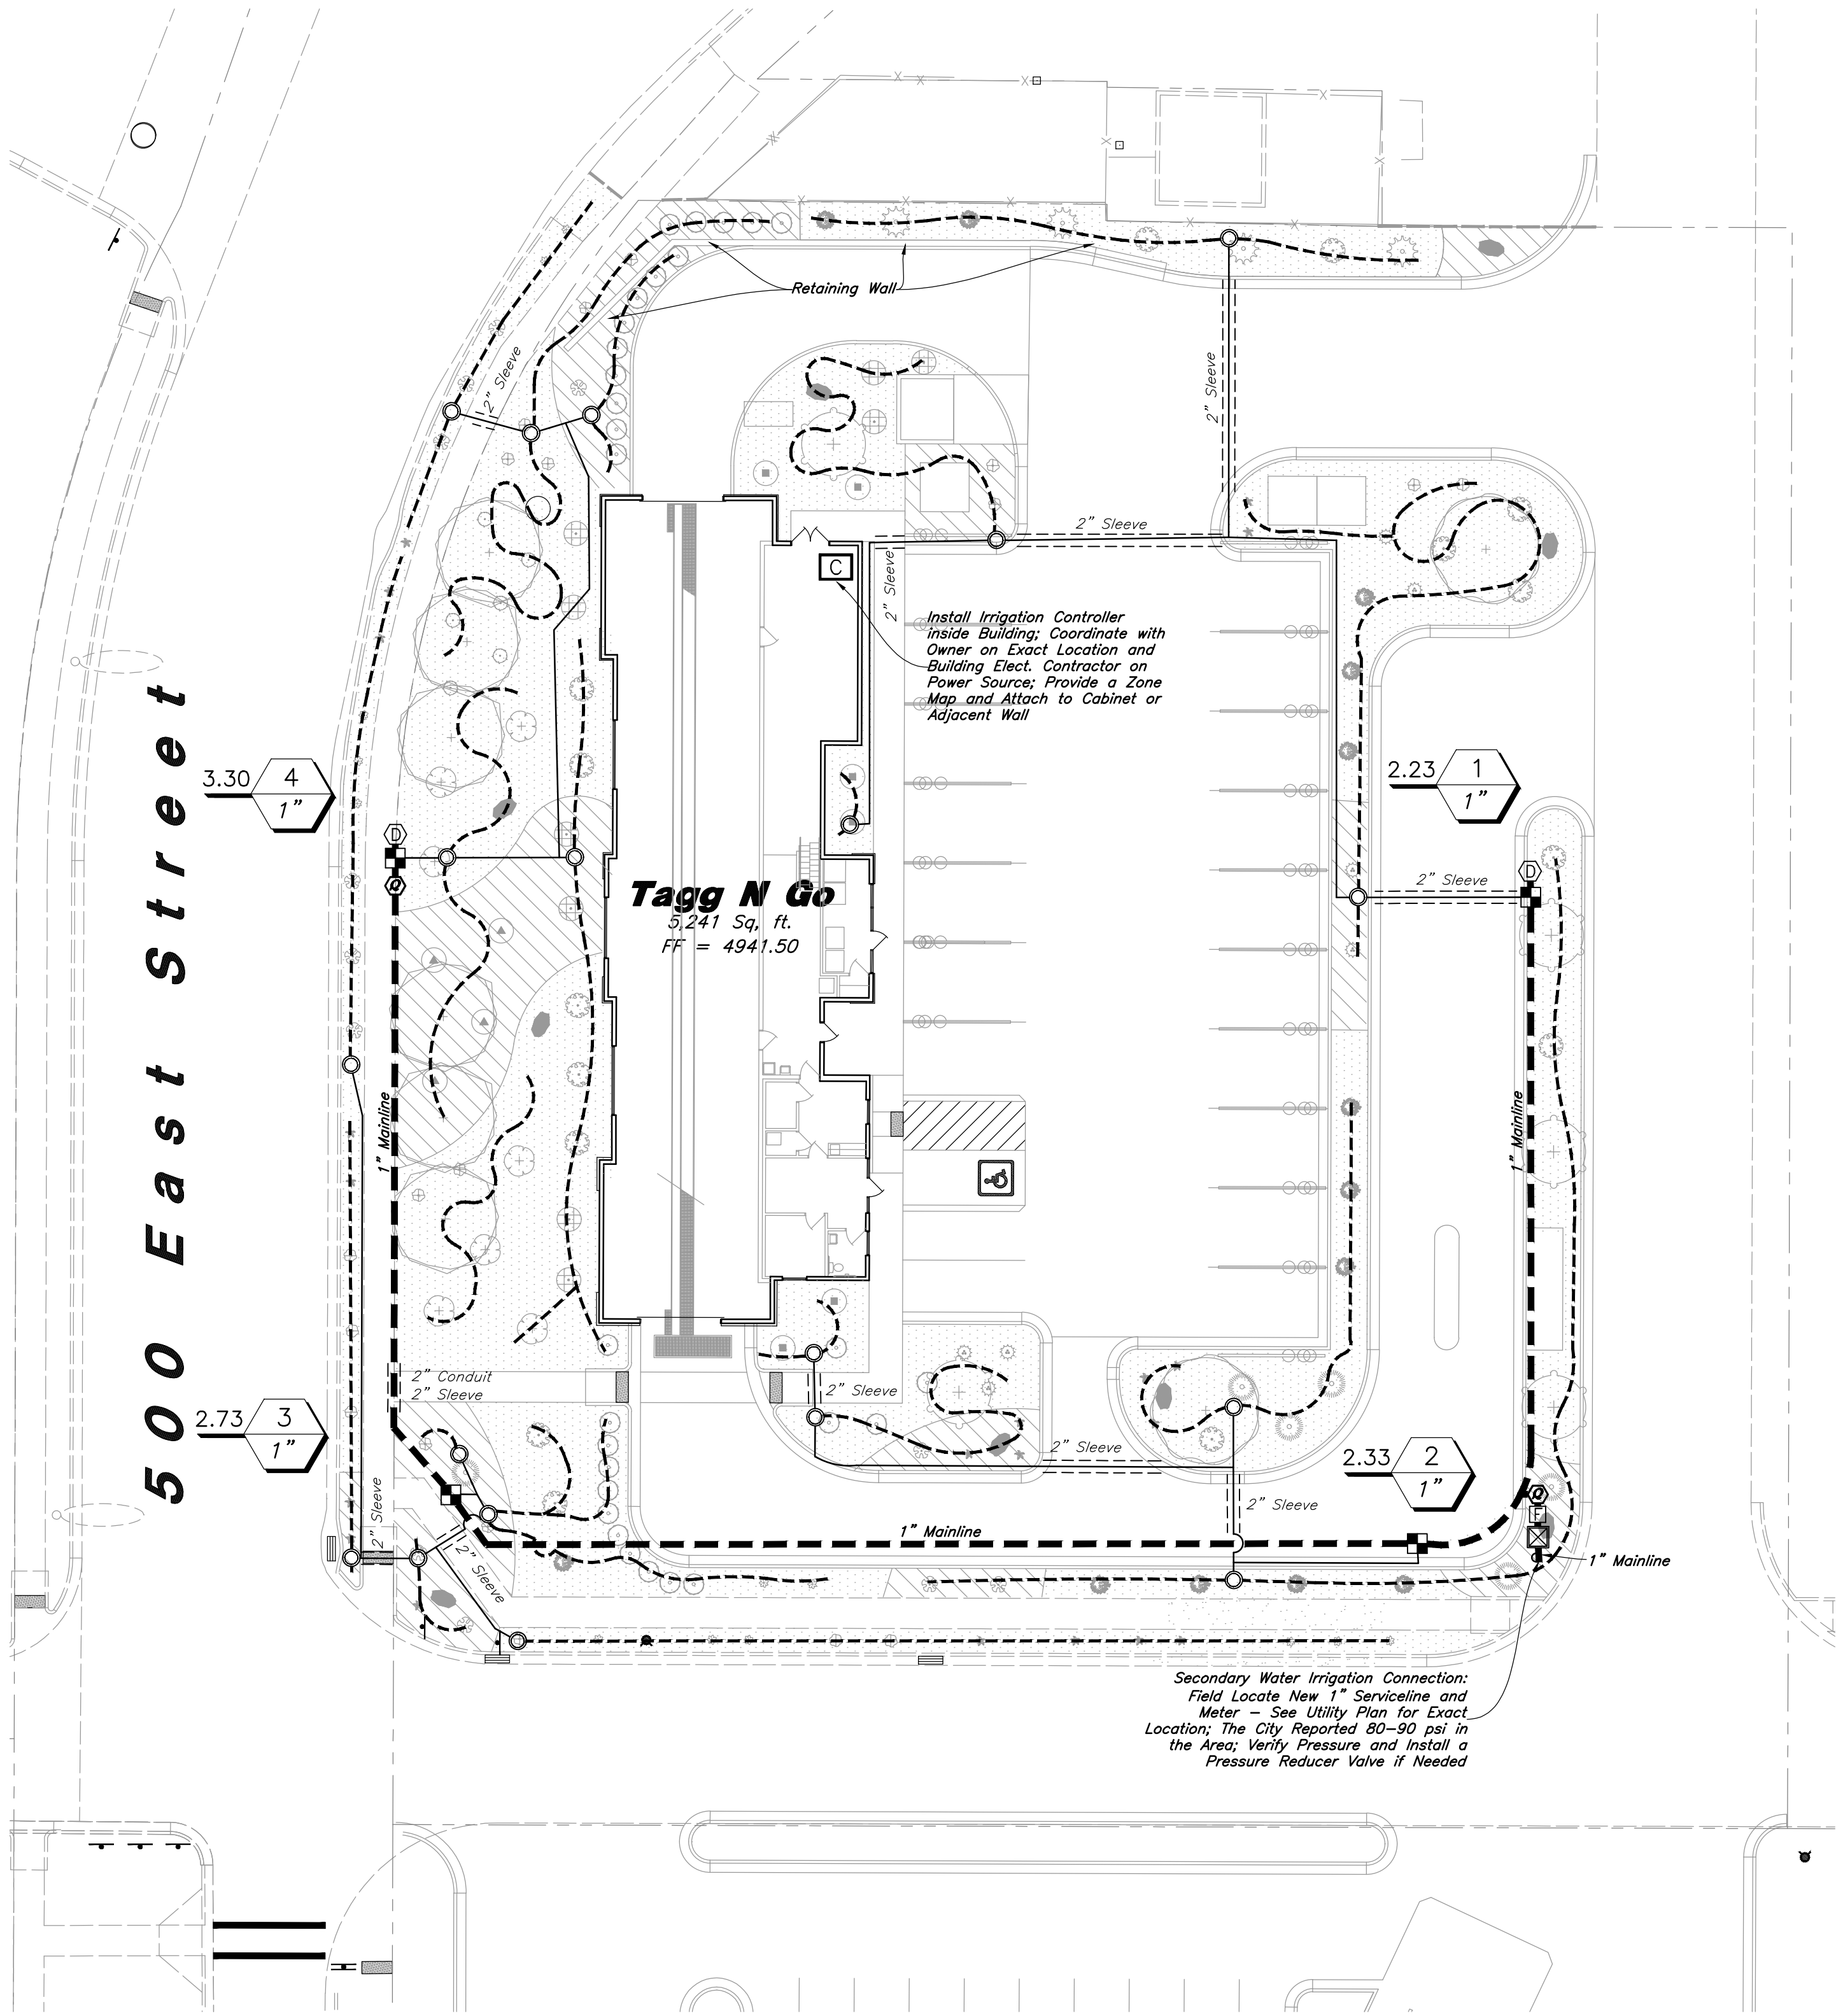 Retaining Wall
2" Sleeve
2" Sleeve
2" Sleeve
2" Sleeve
C
Install Irrigation Controller
inside Building; Coordinate with
Owner on Exact Location and
Building Elect. Contractor on
Power Source; Provide a Zone
Map and Attach to Cabinet or
Adjacent Wall
500 East Street
3.30
4
1"
2.23
1
1"
D
Q
D
2" Sleeve
Tagg N Go
5,241 Sq, ft.
FF = 4941.50
1" Mainline
1" Mainline
2" Conduit
2" Sleeve
2" Sleeve
2.73
3
1"
2" Sleeve
2.33
2
1"
2" Sleeve
2" Sleeve
2" Sleeve
Q
F
1" Mainline
1" Mainline
Secondary Water Irrigation Connection:
Field Locate New 1" Serviceline and
Meter – See Utility Plan for Exact
Location; The City Reported 80–90 psi in
the Area; Verify Pressure and Install a
Pressure Reducer Valve if Needed